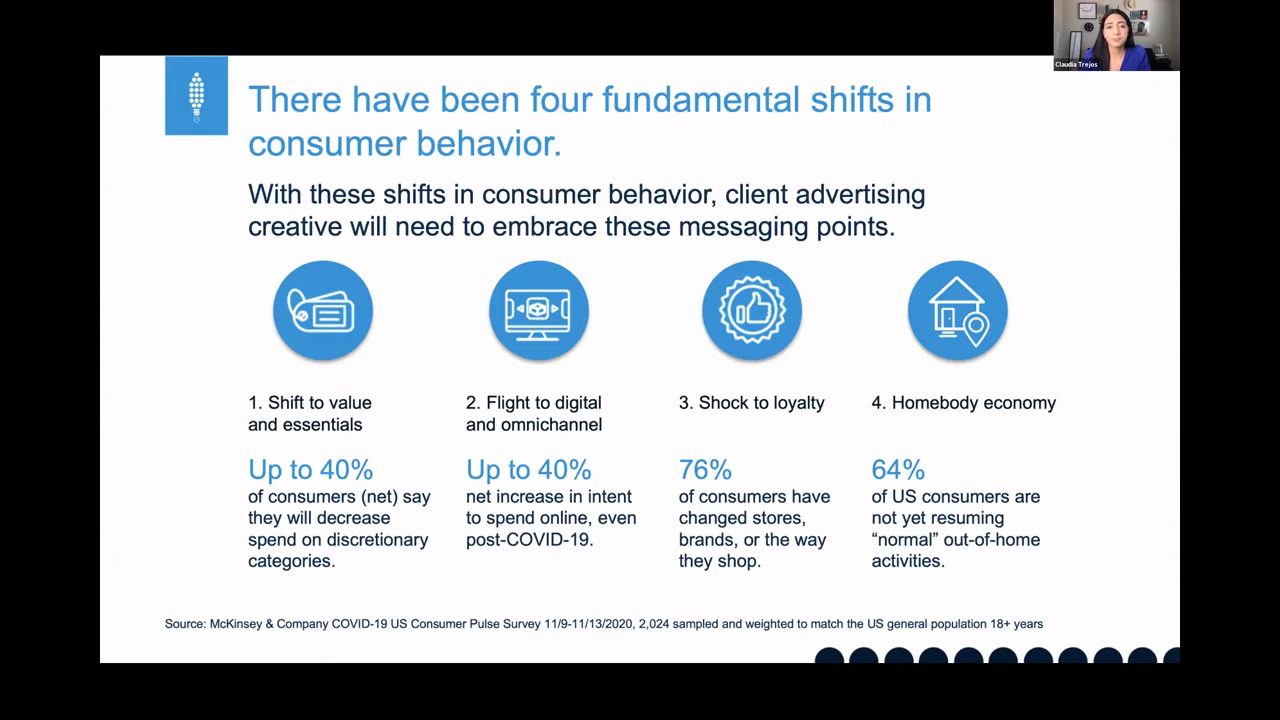 Claudia Trejos
There have been four fundamental shifts in
consumer behavior.
With these shifts in consumer behavior, client advertising
creative will need to embrace these messaging points.
1. Shift to value
and essentials
Up to 40%
of consumers (net) say
they will decrease
spend on discretionary
categories.
2. Flight to digital
and omnichannel
Up to 40%
net increase in intent
to spend online, even
post-COVID-19.
3. Shock to loyalty
76%
of consumers have
changed stores,
brands, or the way
they shop.
4. Homebody economy
64%
of US consumers are
not yet resuming
“normal” out-of-home
activities.
Source: McKinsey & Company COVID-19 US Consumer Pulse Survey 11/9-11/13/2020, 2,024 sampled and weighted to match the US general population 18+ years